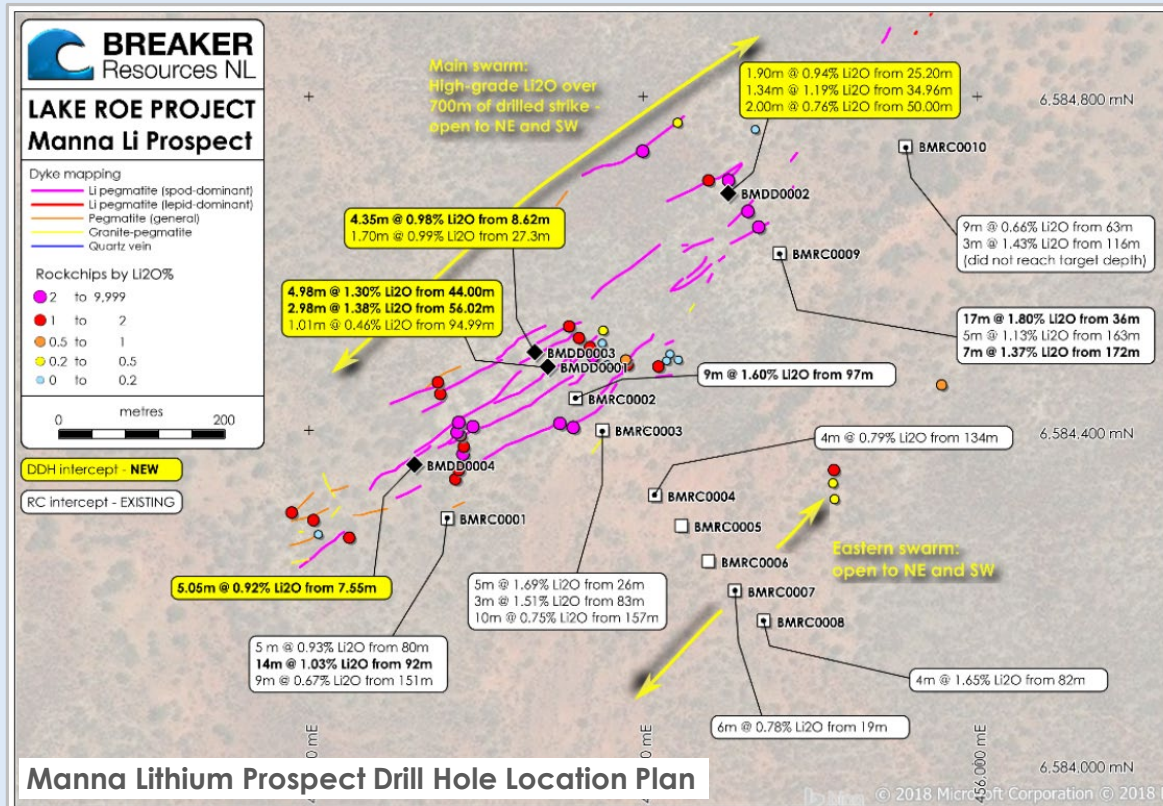 BREAKER
Resources NL
LAKE ROE PROJECT
Manna Li Prospect
Dyke mapping
Li pegmatite (spod-dominant)
Li pegmatite (lepid-dominant)
Pegmatite (general)
Granite-pegmatite
Quartz vein
Rockchips by Li2O%
2 to 9,999
1 to 2
0.5 to 1
0.2 to 0.5
0 to 0.2
metres
0 200
DDH intercept - NEW
RC intercept - EXISTING
Main swarm:
High-grade Li2O over
700m of drilled strike -
open to NE and SW
1.90m @ 0.94% Li2O from 25.20m
1.34m @ 1.19% Li2O from 34.96m
2.00m @ 0.76% Li2O from 50.00m
6,584,800 mN
BMRC0010
BMDD0002
4.35m @ 0.98% Li2O from 8.62m
1.70m @ 0.99% Li2O from 27.3m
9m @ 0.66% Li2O from 63m
3m @ 1.43% Li2O from 116m
(did not reach target depth)
BMRC0009
4.98m @ 1.30% Li2O from 44.00m
2.98m @ 1.38% Li2O from 56.02m
1.01m @ 0.46% Li2O from 94.99m
17m @ 1.80% Li2O from 36m
5m @ 1.13% Li2O from 163m
7m @ 1.37% Li2O from 172m
BMDD0003
BMDD0001
9m @ 1.60% Li2O from 97m
BMRC0002
BMRC0003
4m @ 0.79% Li2O from 134m
6,584,400 mN
BMDD0004
BMRC0004
BMRC0001
BMRC0005
Eastern swarm:
open to NE and SW
BMRC0006
5.05m @ 0.92% Li2O from 7.55m
5m @ 1.69% Li2O from 26m
3m @ 1.51% Li2O from 83m
10m @ 0.75% Li2O from 157m
BMRC0007
BMRC0008
5 m @ 0.93% Li2O from 80m
14m @ 1.03% Li2O from 92m
9m @ 0.67% Li2O from 151m
4m @ 1.65% Li2O from 82m
6m @ 0.78% Li2O from 19m
mE
mE
456,000 mE
6,584,000 mN
Manna Lithium Prospect Drill Hole Location Plan
© 2018 Microsoft Corporation © 2018